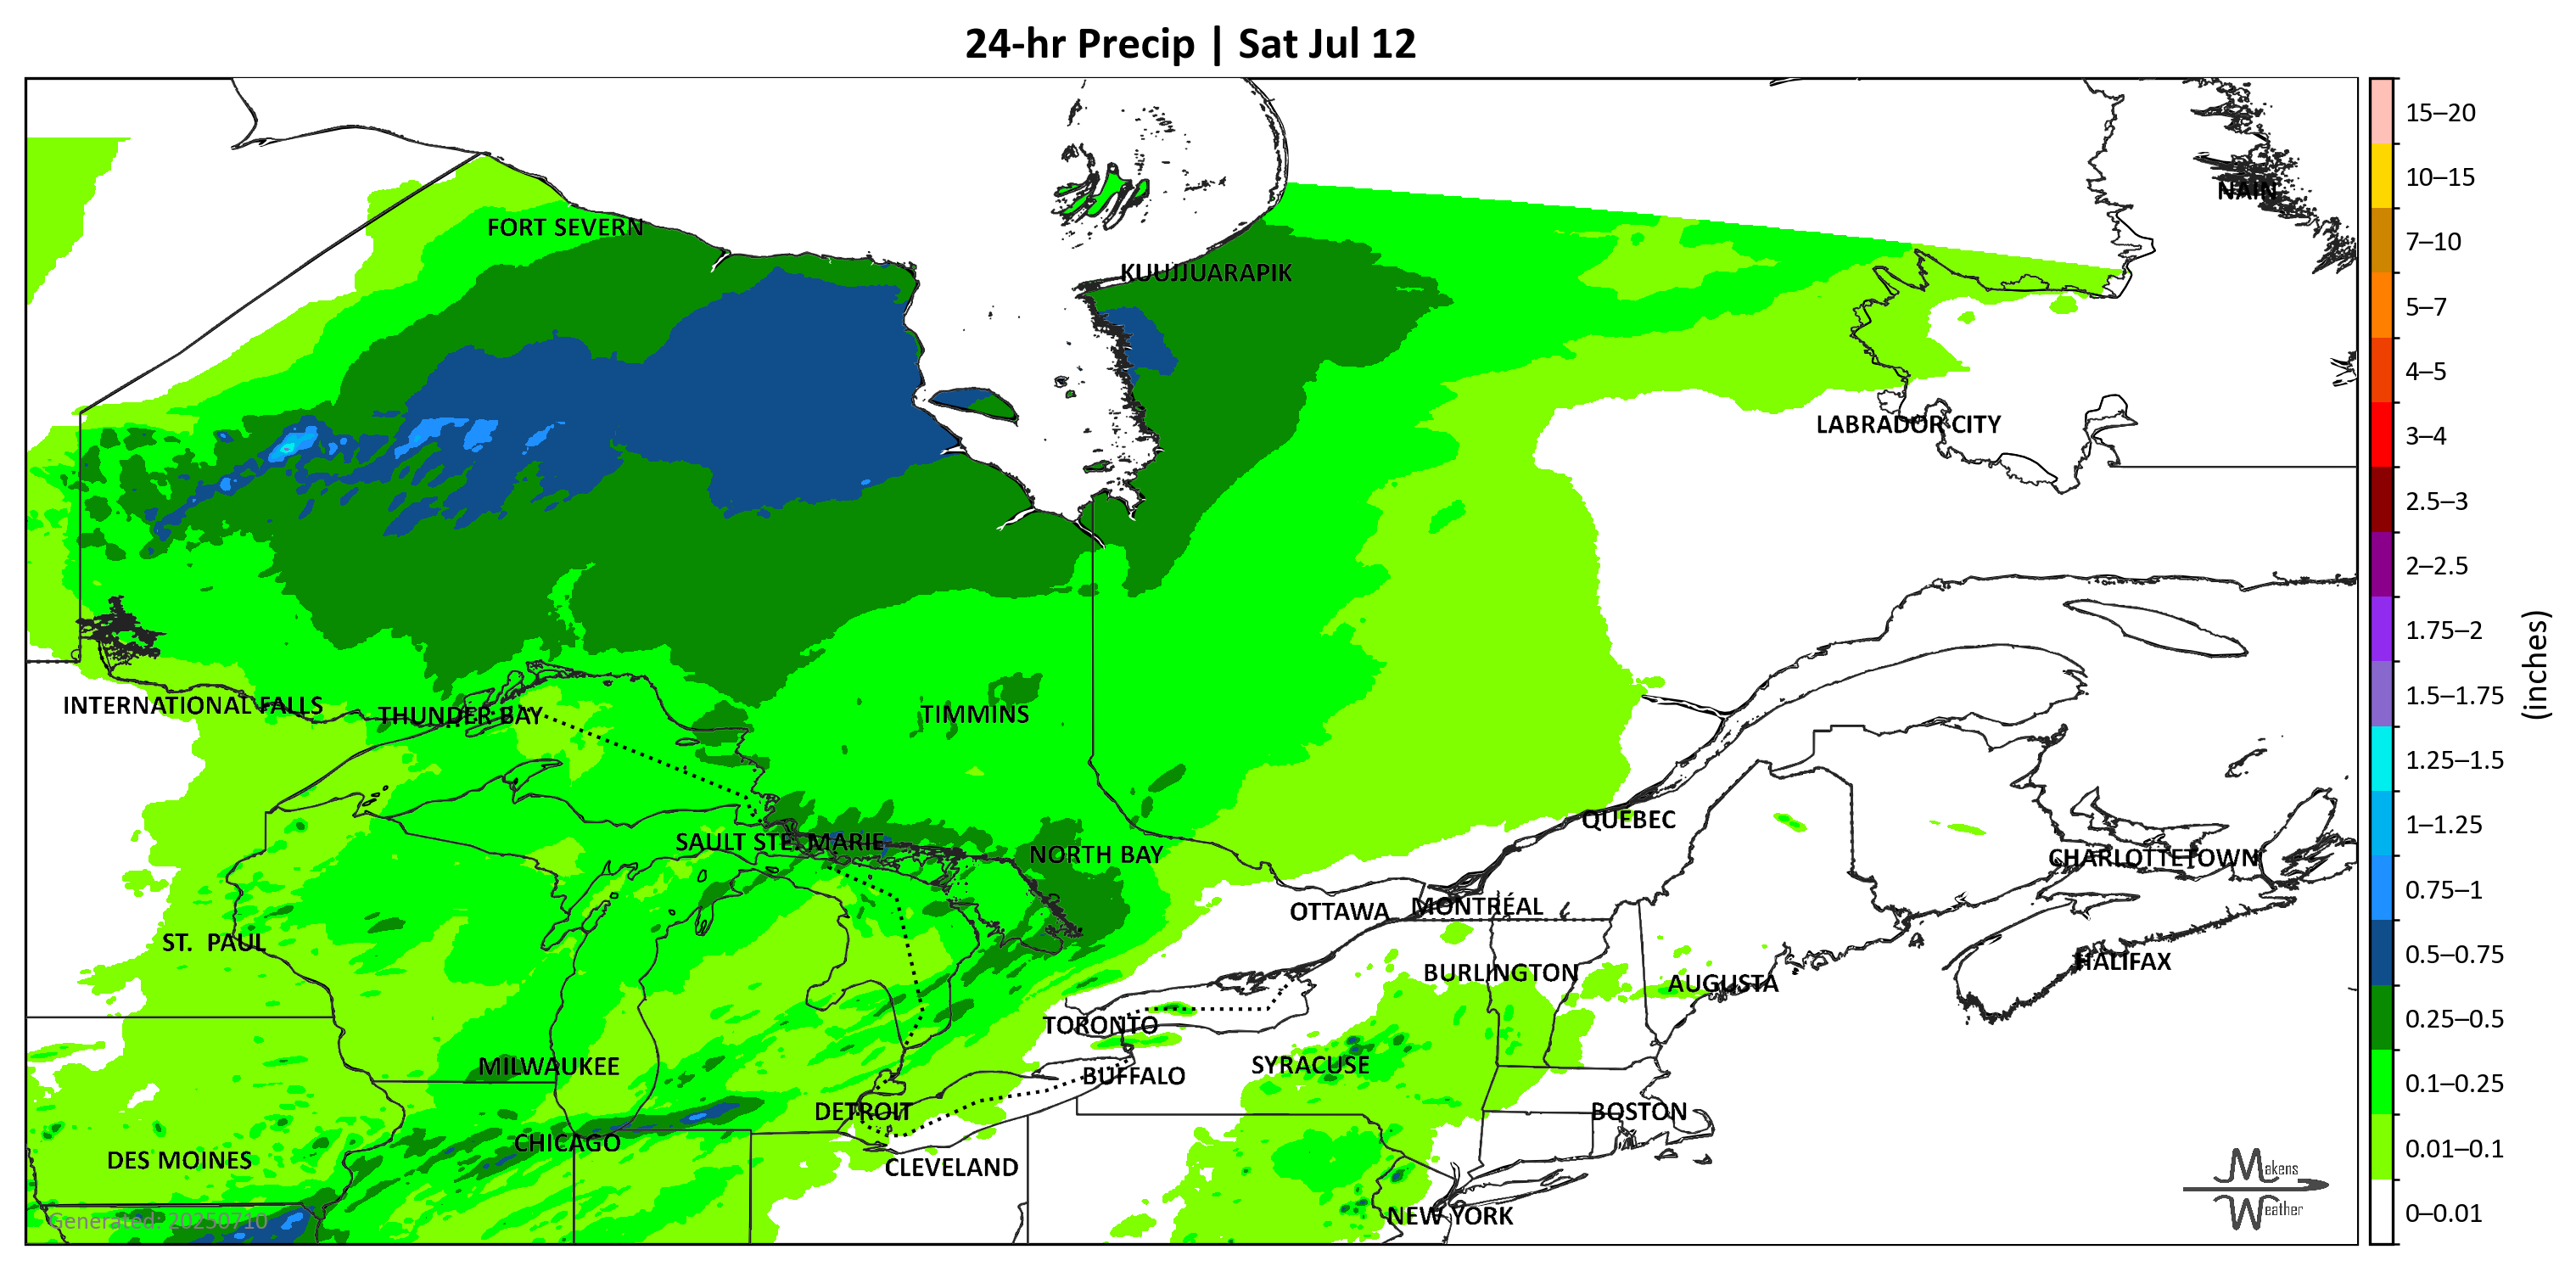 24-hr Precip | Sat Jul 12
NAIN
FORT SEVERN
KUUJJUARAPIK
LABRADOR CITY
INTERNATIONAL FALLS
THUNDER BAY
TIMMINS
QUEBEC
SAULT STE. MARIE
NORTH BAY
CHARLOTTETOWN
OTTAWA
MONTRÉAL
ST. PAUL
HALIFAX
BURLINGTON
AUGUSTA
TORONTO
MILWAUKEE
SYRACUSE
BUFFALO
DETROIT
BOSTON
CHICAGO
DES MOINES
CLEVELAND
NEW YORK
Generated: 20250710
Makens
Weather
15–20
10–15
7–10
5–7
4–5
3–4
2.5–3
2–2.5
1.75–2
1.5–1.75
1.25–1.5
1–1.25
0.75–1
0.5–0.75
0.25–0.5
0.1–0.25
0.01–0.1
0–0.01
(inches)